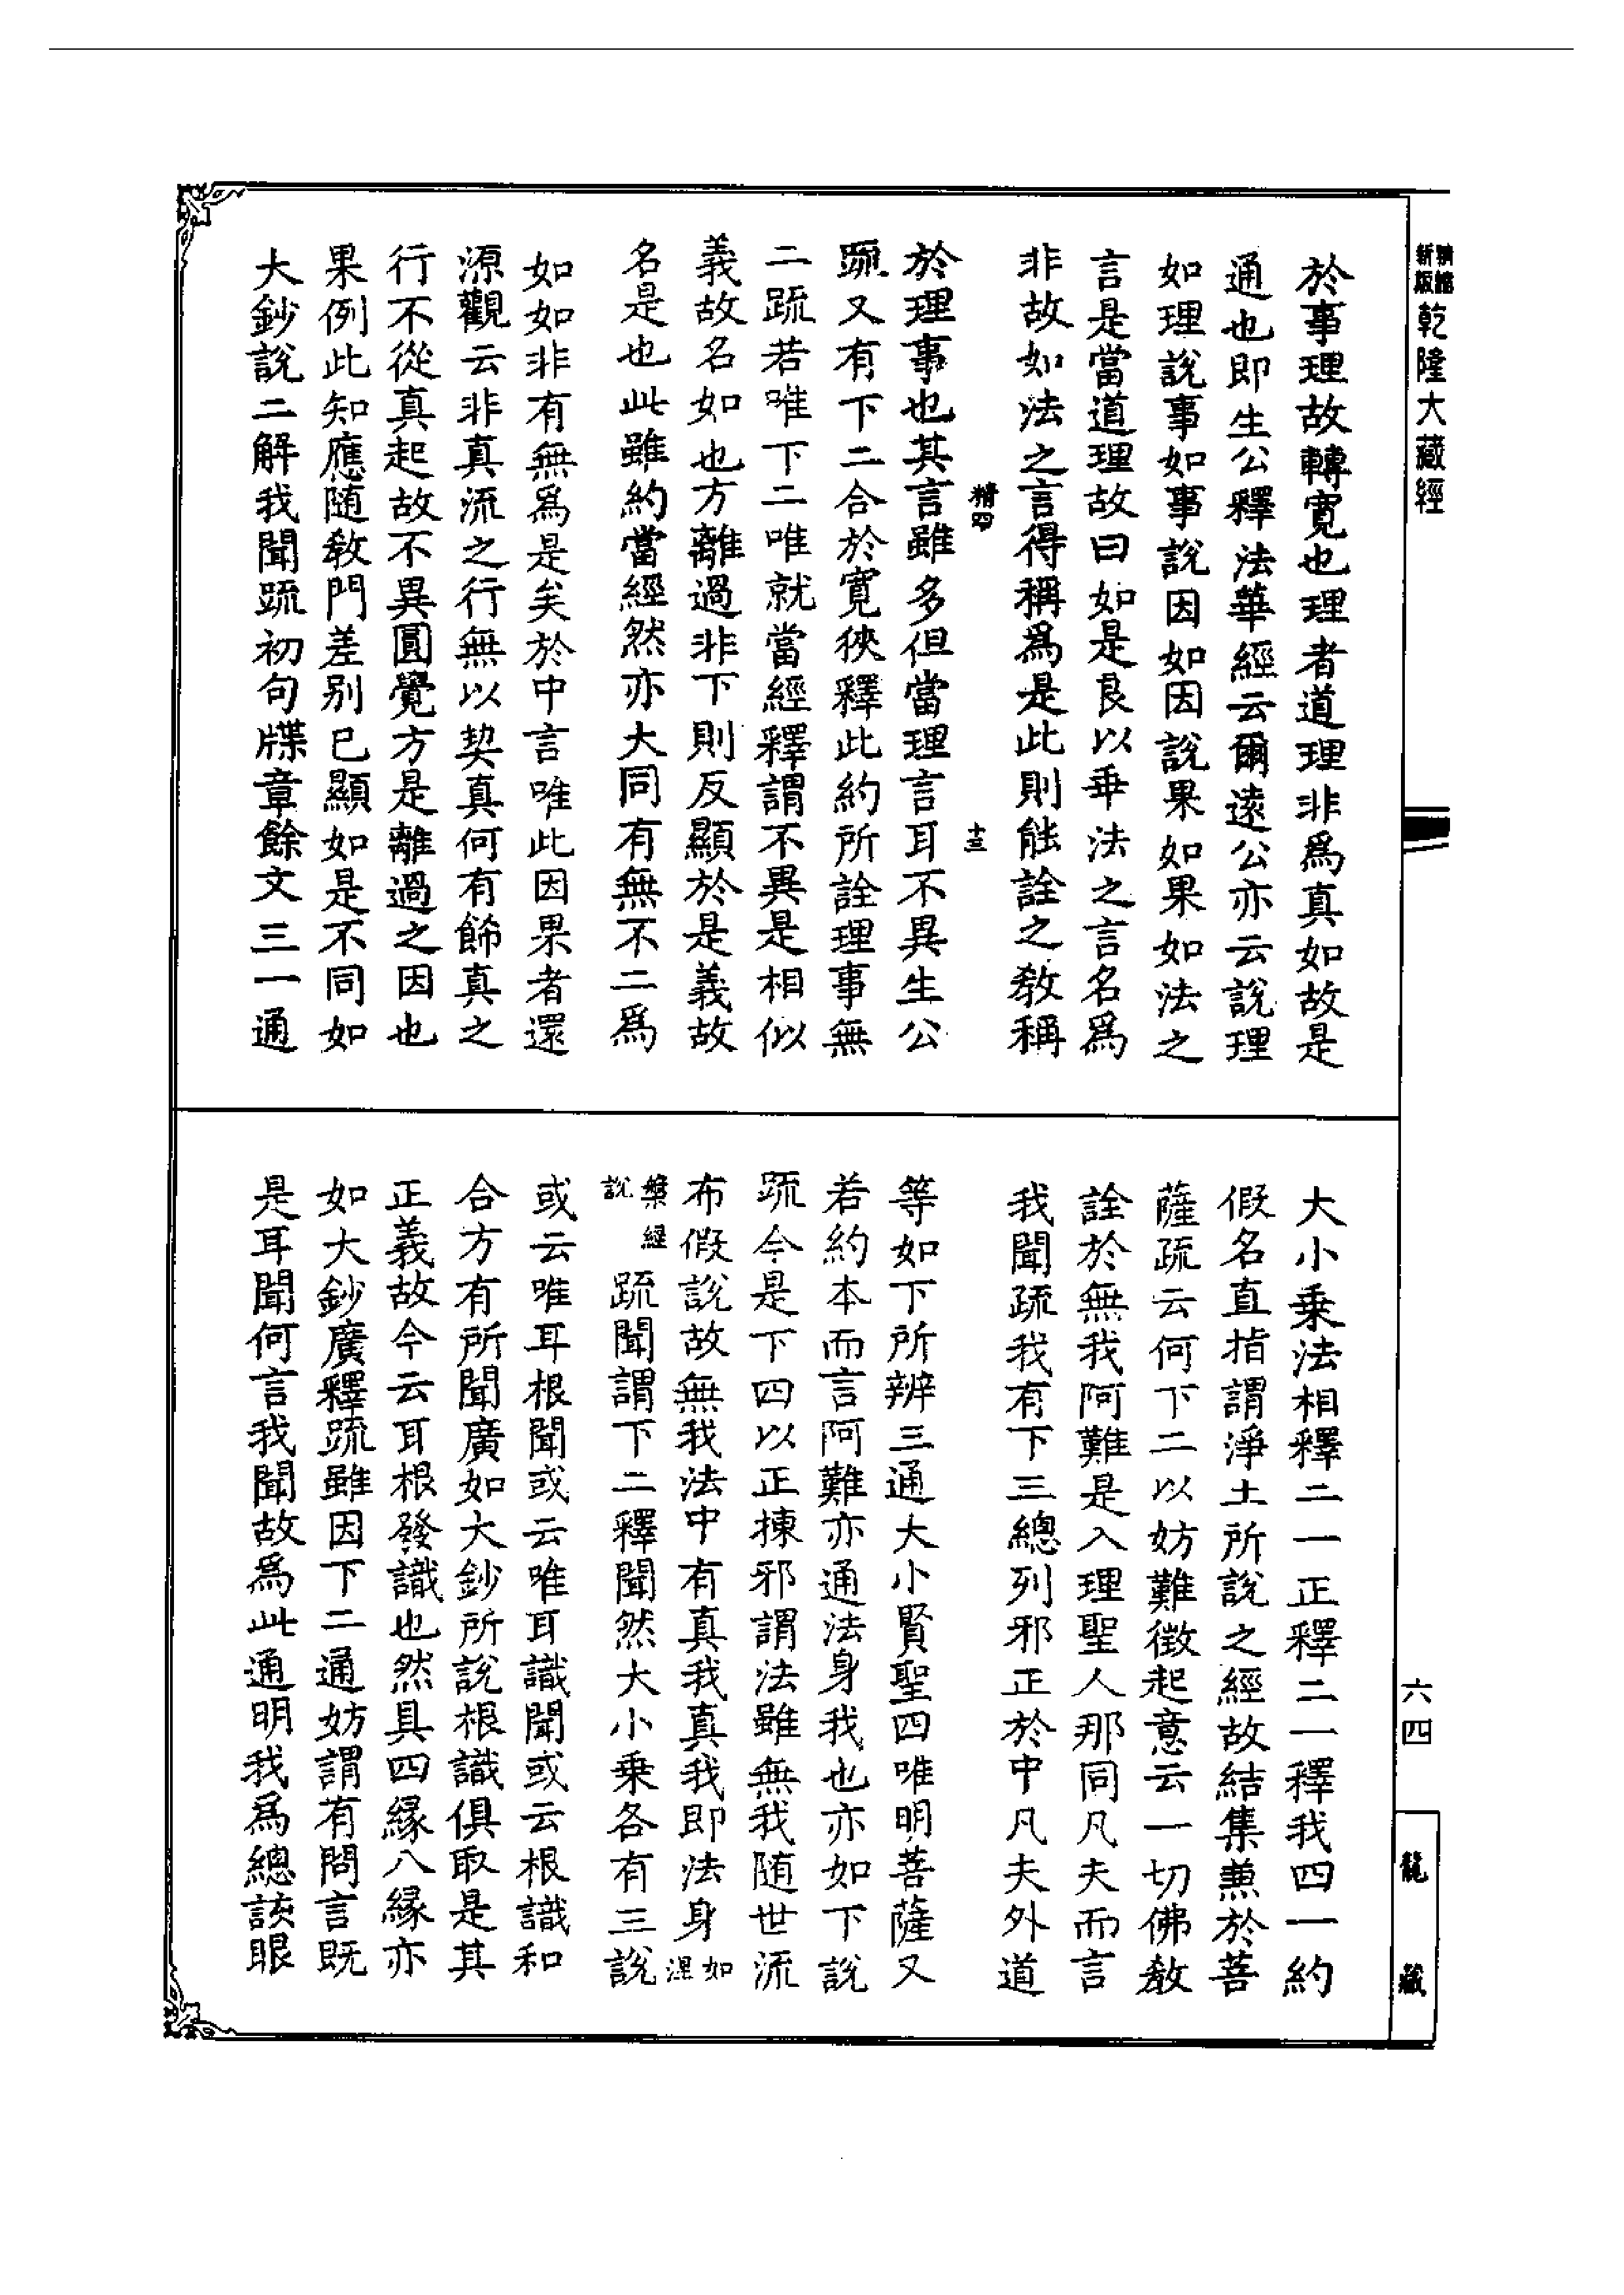 於事理故轉寬也理者道理非為真如故是
通也即生公釋法華經云爾遠公亦云說理
如理說事如事說因如因說果如果如法之
言是當道理故曰如是良以垂法之言名為
非故如法之言得稱為是此則能詮之教稱
精四
十三
於理事也其言雖多但當理言耳不異生公
䟽又有下二合於寬狹釋此約所詮理事無
二䟽若唯下二唯就當經釋謂不異是相似
義故名如也方離過非下則反顯於是義故
名是也此雖約當經然亦大同有無不二為
如如非有無為是矣於中言唯此因果者還
源觀云非真流之行無以契真何有飾真之
行不從真起故不異圓覺方是離過之因也
果例此知應隨教門差別已顯如是不同如
大鈔說二解我聞䟽初句牒章餘文三一通
大小乗法相釋二一正釋二一釋我四一約
假名直指謂淨土所說之經故結集兼於菩
薩䟽云何下二以妨難徵起意云一切佛教
詮於無我阿難是入理聖人那同凡夫而言
我聞䟽我有下三總列邪正於中凡夫外道
等如下所辨三通大小賢聖四唯明菩薩又
若約本而言阿難亦通法身我也亦如下說
䟽今是下四以正揀邪謂法雖無我隨世流
布假說故無我法中有真我真我即法身如涅
槃經說䟽聞謂下二釋聞然大小乗各有三說
或云唯耳根聞或云唯耳識聞或云根識和
合方有所聞廣如大鈔所說根識俱取是其
正義故今云耳根發識也然具四緣八緣亦
如大鈔廣釋䟽雖因下二通妨謂有問言既
是耳聞何言我聞故為此通明我為總該眼
新版
乾隆大藏經
六四
龍藏